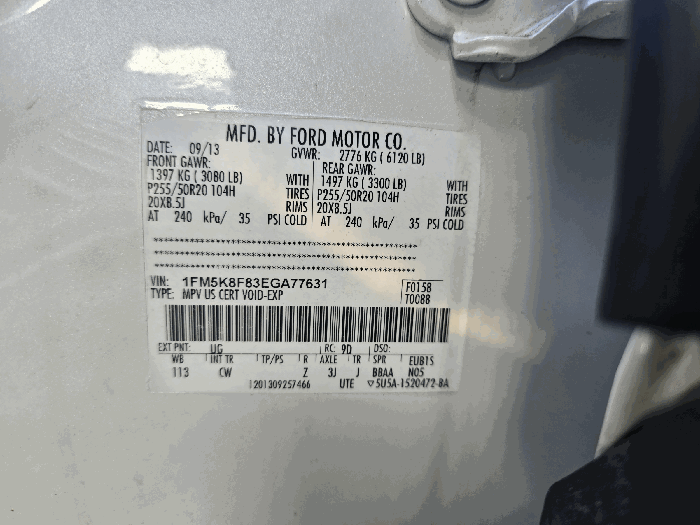 MFD. BY FORD MOTOR CO.
DATE: 09/13 GVWR: 2776 KG ( 6120 LB)
FRONT GAWR: REAR GAWR:
1397 KG ( 3080 LB) WITH 1497 KG ( 3300 LB) WITH
P255/50R20 104H TIRES P255/50R20 104H TIRES
20X8.5J RIMS 20X8.5J RIMS
AT 240 kPa/ 35 PSI COLD AT 240 kPa/ 35 PSI COLD
VIN: 1FM5K8F83EGA77631 F0158
TYPE: MPV US CERT VOID-EXP T0088
EXT PNT: UG RC: 9D DSO:
WB INT TR TP/PS R AXLE TR SPR EUB15
113 CW Z 3J J BBAA N05
1201309257466 UTE ▽5U5A-1520472-BA